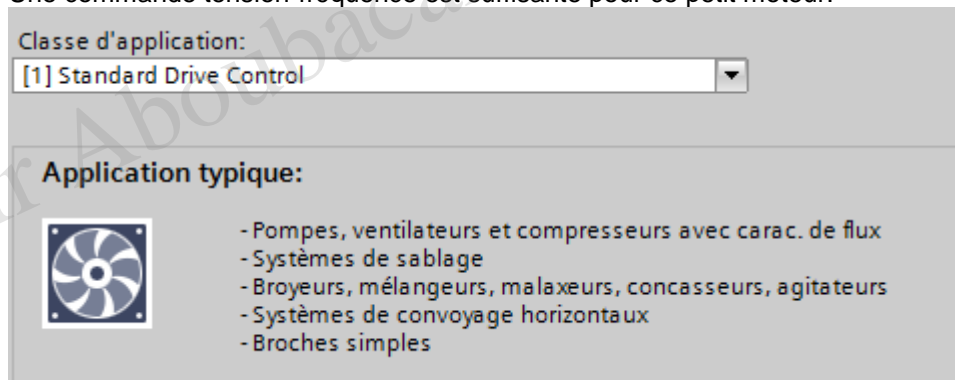 Une commande tension-fréquence est suffisante pour ce petit moteur.
Classe d'application:
[1] Standard Drive Control
Application typique:
- Pompes, ventilateurs et compresseurs avec carac. de flux
- Systèmes de sablage
- Broyeurs, mélangeurs, malaxeurs, concasseurs, agitateurs
- Systèmes de convoyage horizontaux
- Broches simples